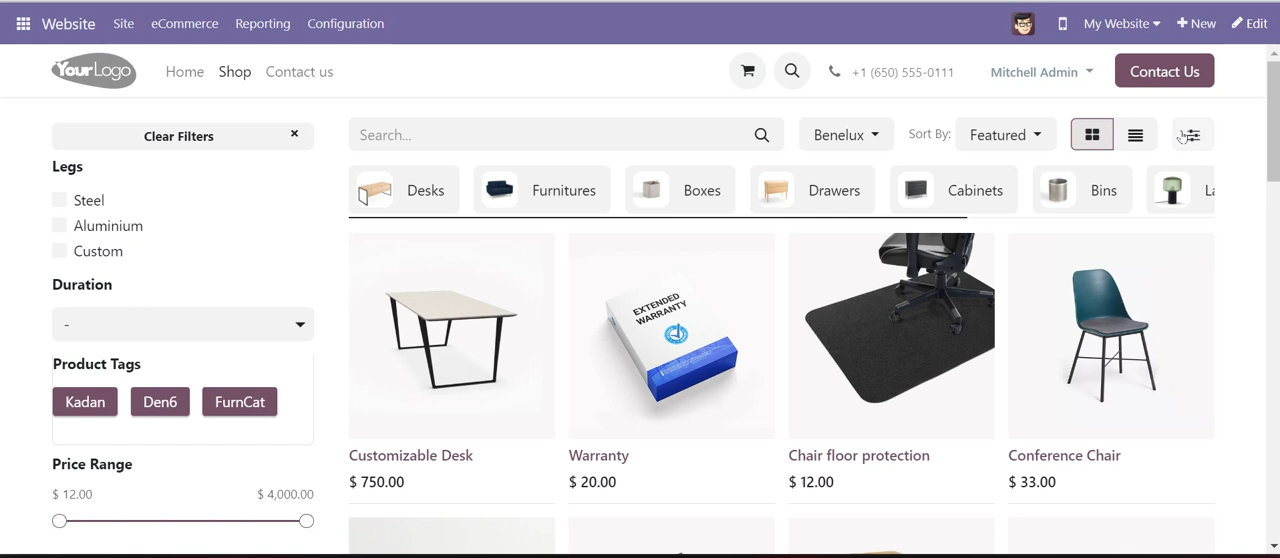 Website Site eCommerce Reporting Configuration My Website New Edit
YourLogo Home Shop Contact us +1 (650) 555-0111 Mitchell Admin Contact Us
Clear Filters ×
Search... Benelux Sort By: Featured
Legs
Steel
Aluminium
Custom
Desks Furnitures Boxes Drawers Cabinets Bins La
Duration
-
Product Tags
Kadan Den6 FurnCat
Price Range
$ 12.00 $ 4,000.00
EXTENDED
WARRANTY
Customizable Desk Warranty Chair floor protection Conference Chair
$ 750.00 $ 20.00 $ 12.00 $ 33.00